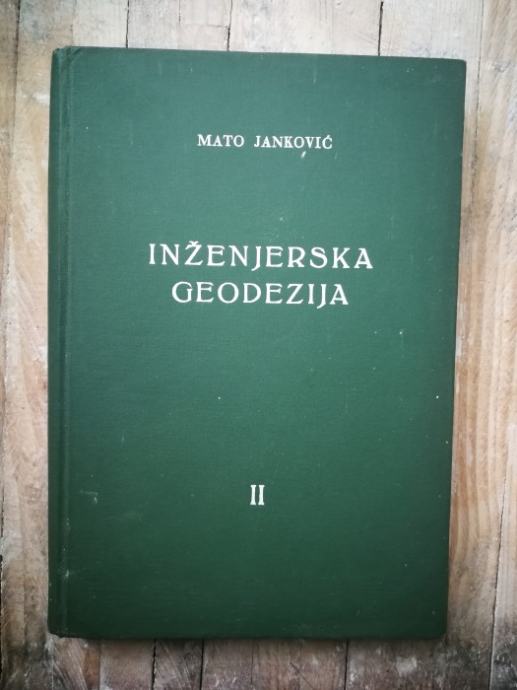 MATO JANKOVIĆ
INŽENJERSKA
GEODEZIJA
II